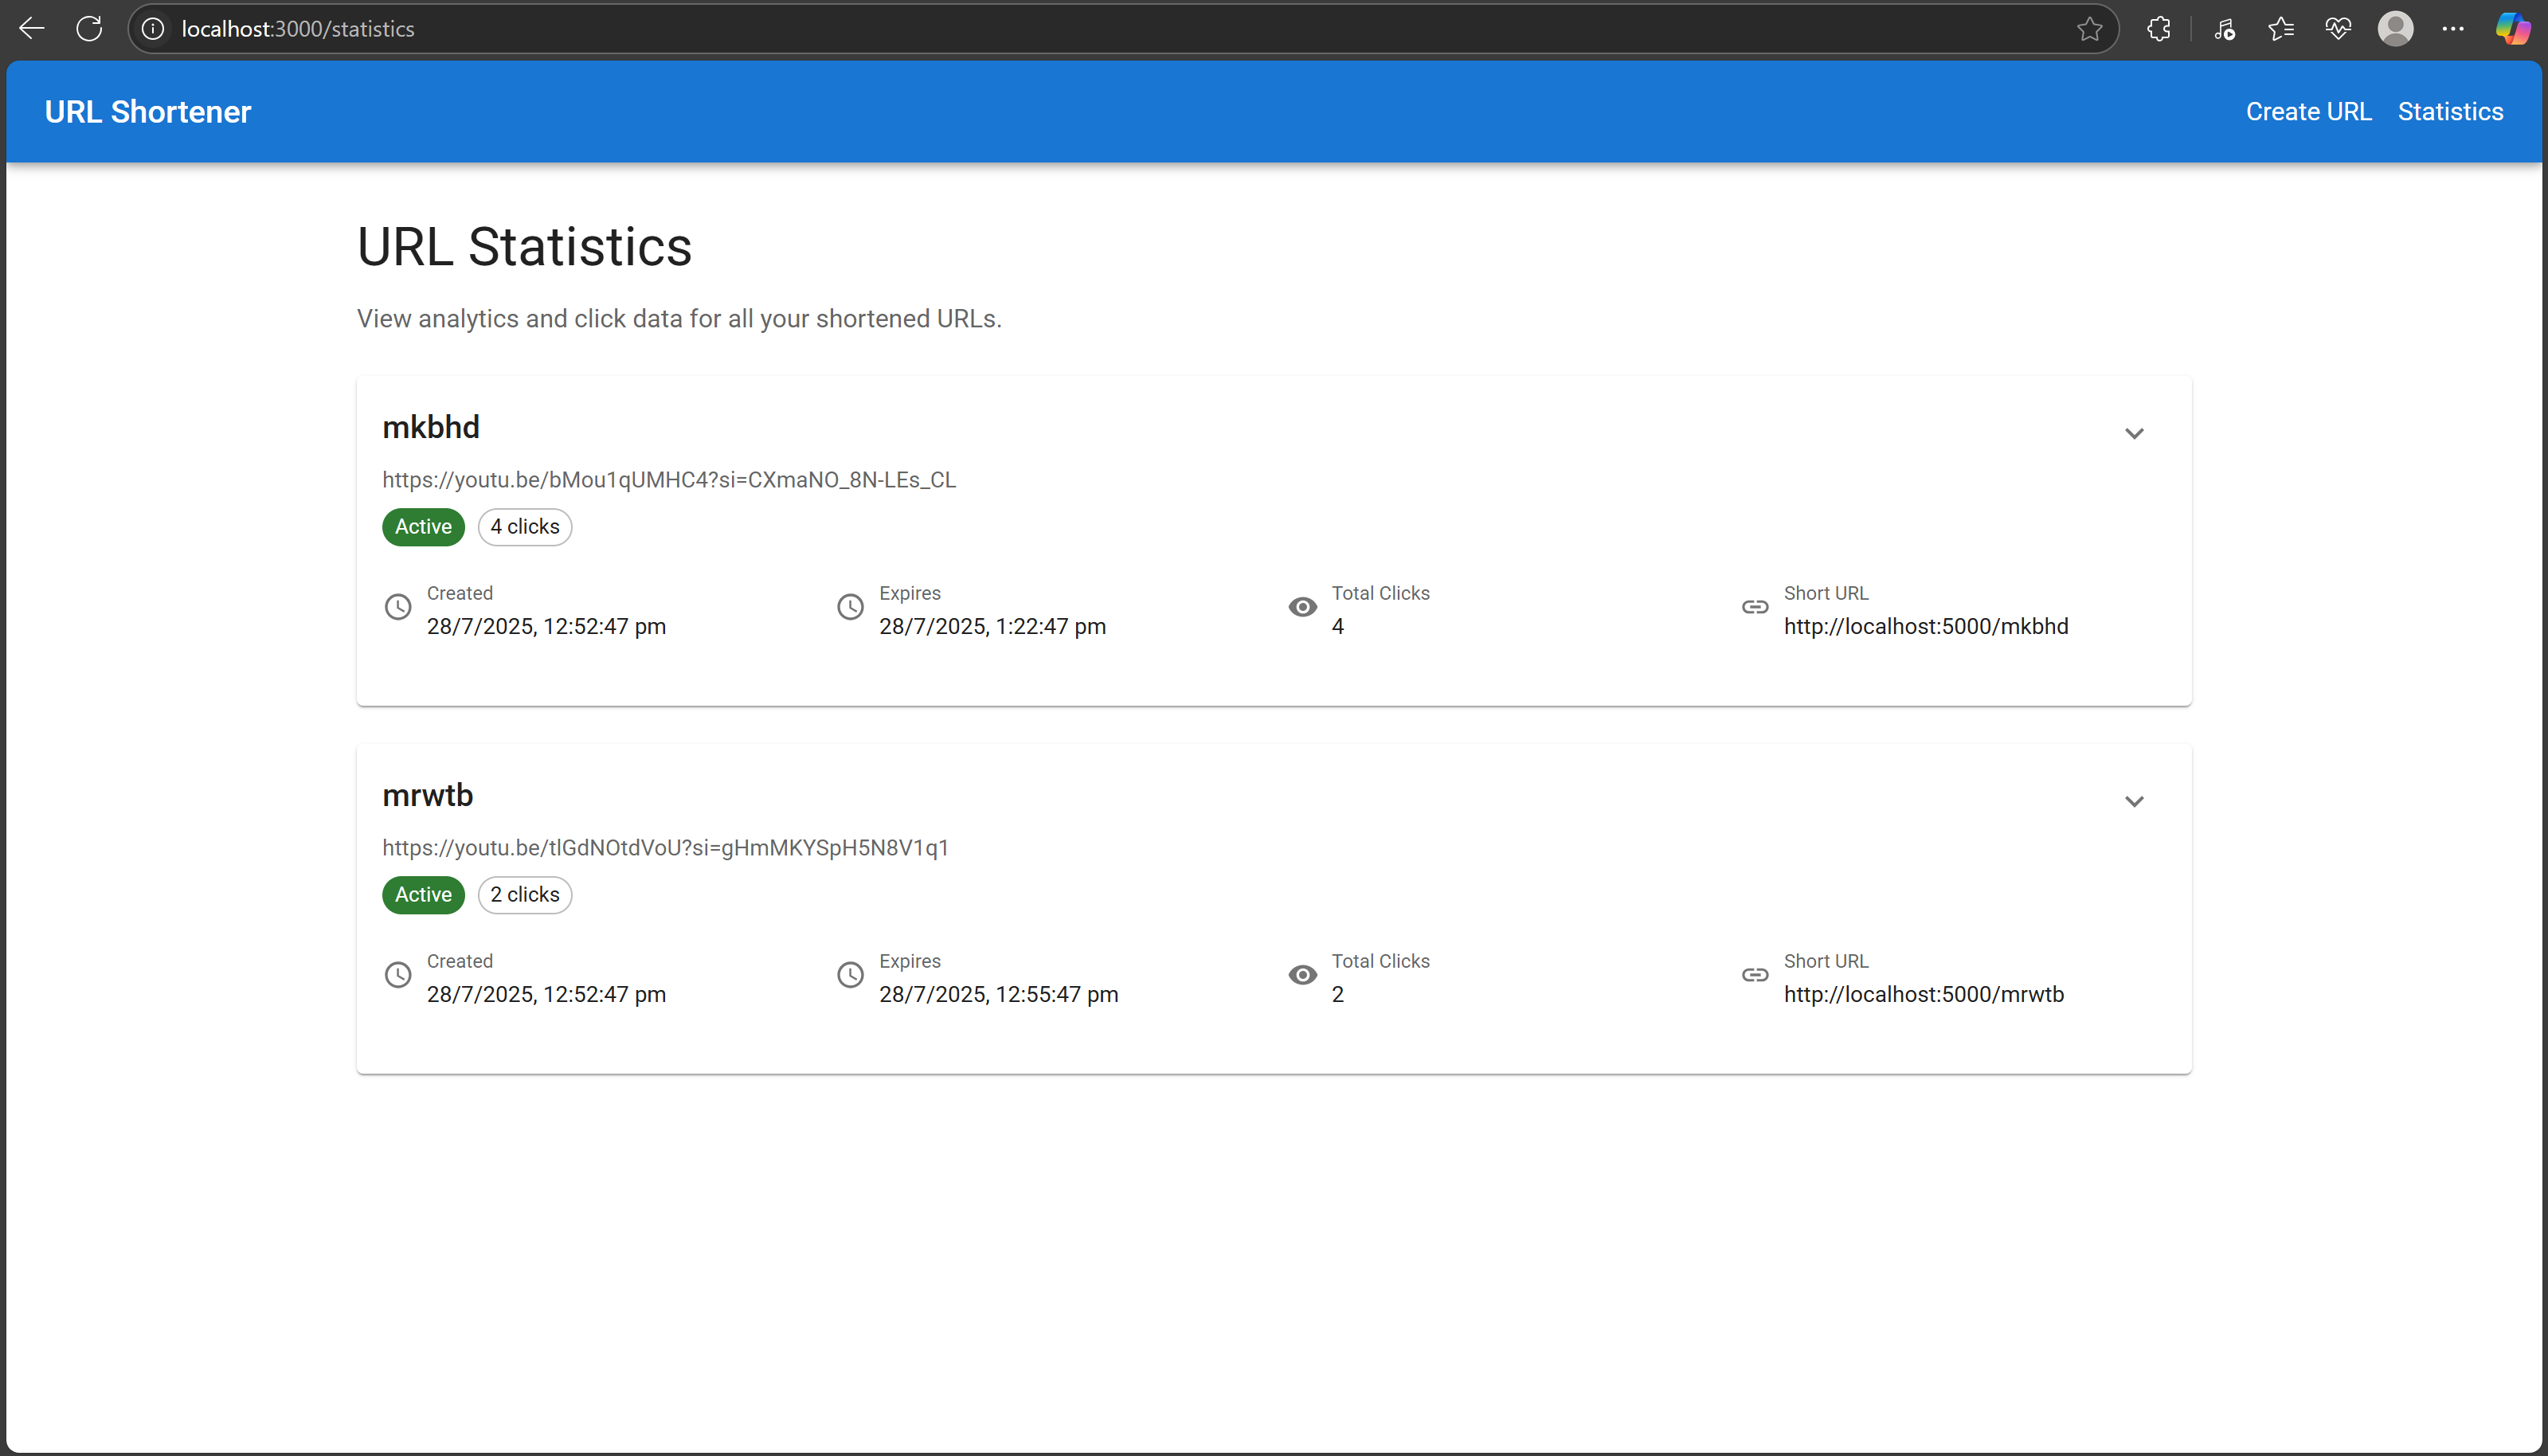 localhost:3000/statistics
URL Shortener
Create URL Statistics
URL Statistics
View analytics and click data for all your shortened URLs.
mkbhd
https://youtu.be/bMou1qUMHC4?si=CXmaNO_8N-LEs_CL
Active 4 clicks
Created Expires Total Clicks Short URL
28/7/2025, 12:52:47 pm 28/7/2025, 1:22:47 pm 4 http://localhost:5000/mkbhd
mrwtb
https://youtu.be/tlGdNOtdVoU?si=gHmMKYSpH5N8V1q1
Active 2 clicks
Created Expires Total Clicks Short URL
28/7/2025, 12:52:47 pm 28/7/2025, 12:55:47 pm 2 http://localhost:5000/mrwtb